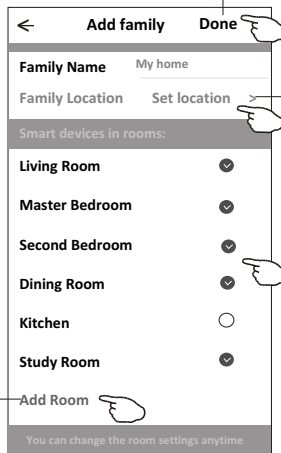 ← Add family Done
Family Name My home
Family Location Set location >
Smart devices in rooms:
Living Room
Master Bedroom
Second Bedroom
Dining Room
Kitchen
Study Room
Add Room
You can change the room settings anytime